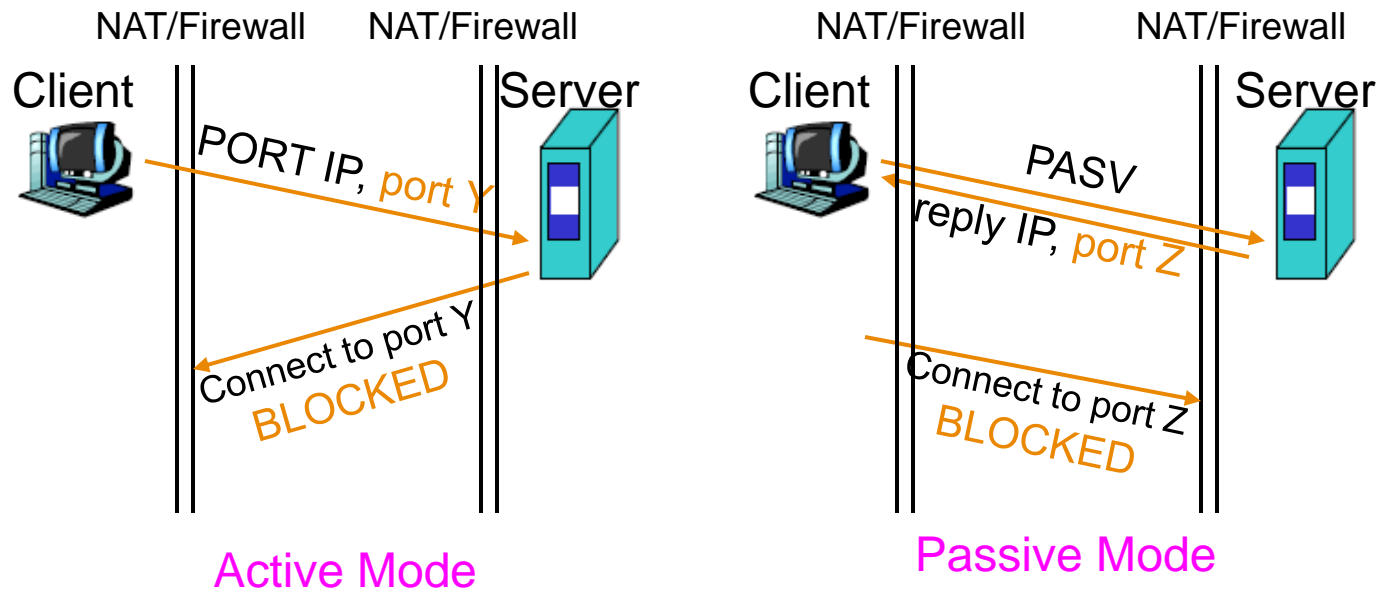 NAT/Firewall NAT/Firewall
Client
Server
PORT IP, port Y
Connect to port Y
BLOCKED
Active Mode
NAT/Firewall NAT/Firewall
Client
Server
PASV
reply IP, port Z
Connect to port Z
BLOCKED
Passive Mode